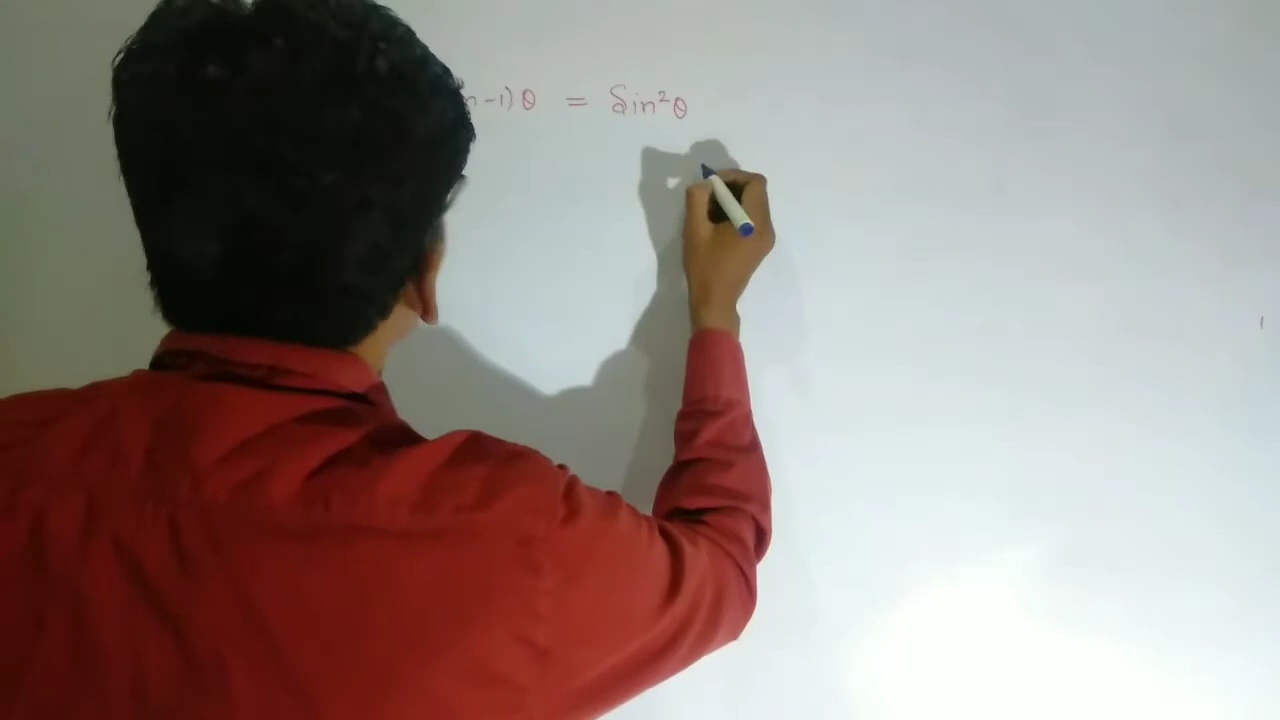 n-1)θ = Sin²θ